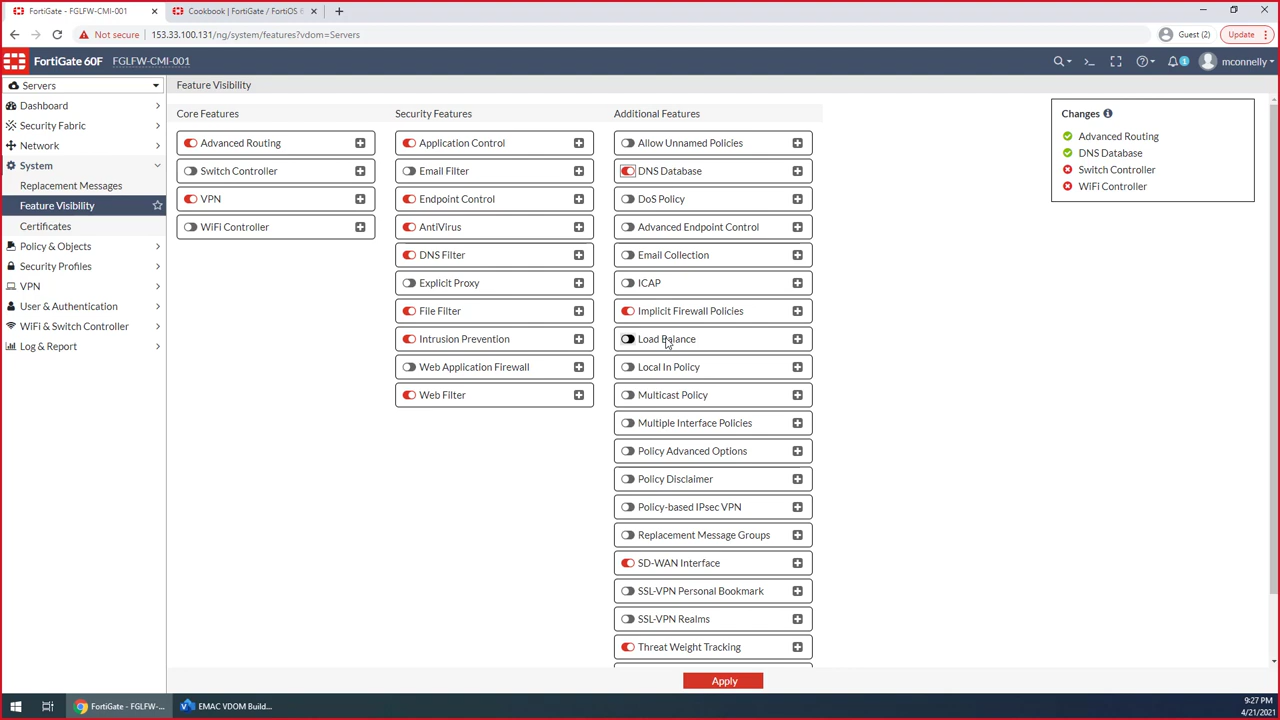 FortiGate - FGLFW-CMI-001
Cookbook | FortiGate / FortiOS 6
Not secure
153.33.100.131/ng/system/features?vdom=Servers
Guest (2)
Update
FortiGate 60F
FGLFW-CMI-001
1
mconnelly
Servers
Dashboard
Security Fabric
Network
System
Replacement Messages
Feature Visibility
Certificates
Policy & Objects
Security Profiles
VPN
User & Authentication
WiFi & Switch Controller
Log & Report
Feature Visibility
Core Features
Advanced Routing
Switch Controller
VPN
WiFi Controller
Security Features
Application Control
Email Filter
Endpoint Control
AntiVirus
DNS Filter
Explicit Proxy
File Filter
Intrusion Prevention
Web Application Firewall
Web Filter
Additional Features
Allow Unnamed Policies
DNS Database
DoS Policy
Advanced Endpoint Control
Email Collection
ICAP
Implicit Firewall Policies
Load Balance
Local In Policy
Multicast Policy
Multiple Interface Policies
Policy Advanced Options
Policy Disclaimer
Policy-based IPsec VPN
Replacement Message Groups
SD-WAN Interface
SSL-VPN Personal Bookmark
SSL-VPN Realms
Threat Weight Tracking
Changes
Advanced Routing
DNS Database
Switch Controller
WiFi Controller
Apply
FortiGate - FGLFW-...
EMAC VDOM Build...
9:27 PM
4/21/2021